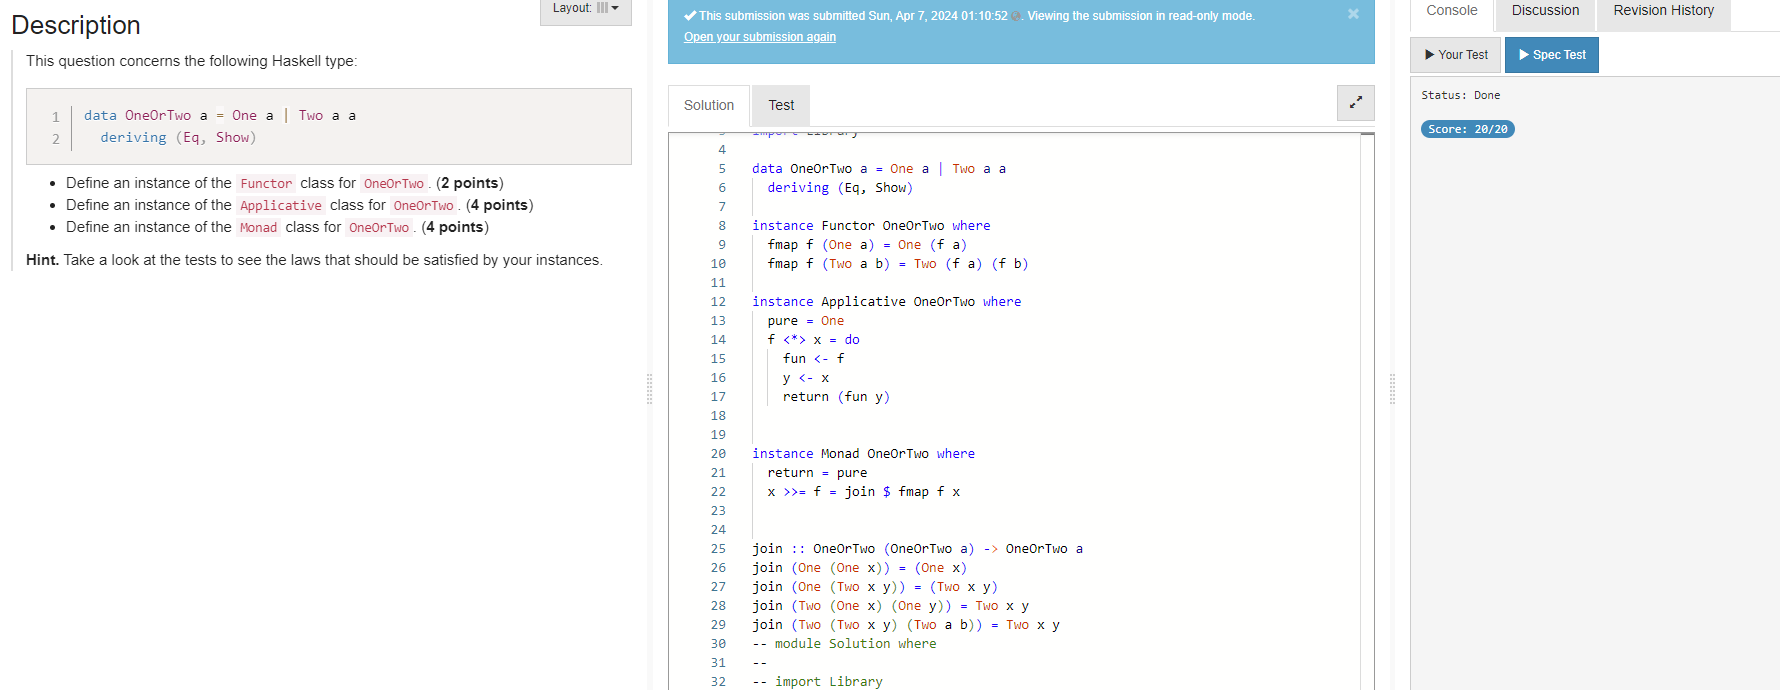 Description
Layout:
This question concerns the following Haskell type:
1 data OneOrTwo a = One a | Two a a
2 deriving (Eq, Show)
• Define an instance of the Functor class for OneOrTwo. (2 points)
• Define an instance of the Applicative class for OneOrTwo. (4 points)
• Define an instance of the Monad class for OneOrTwo. (4 points)
Hint. Take a look at the tests to see the laws that should be satisfied by your instances.
This submission was submitted Sun, Apr 7, 2024 01:10:52. Viewing the submission in read-only mode.
Open your submission again
Solution Test
3 import Library
4
5 data OneOrTwo a = One a | Two a a
6 deriving (Eq, Show)
7
8 instance Functor OneOrTwo where
9 fmap f (One a) = One (f a)
10 fmap f (Two a b) = Two (f a) (f b)
11
12 instance Applicative OneOrTwo where
13 pure = One
14 f <*> x = do
15 fun <- f
16 y <- x
17 return (fun y)
18
19
20 instance Monad OneOrTwo where
21 return = pure
22 x >>= f = join $ fmap f x
23
24
25 join :: OneOrTwo (OneOrTwo a) -> OneOrTwo a
26 join (One (One x)) = (One x)
27 join (One (Two x y)) = (Two x y)
28 join (Two (One x) (One y)) = Two x y
29 join (Two (Two x y) (Two a b)) = Two x y
30 -- module Solution where
31 --
32 -- import Library
Console Discussion Revision History
Your Test Spec Test
Status: Done
Score: 20/20